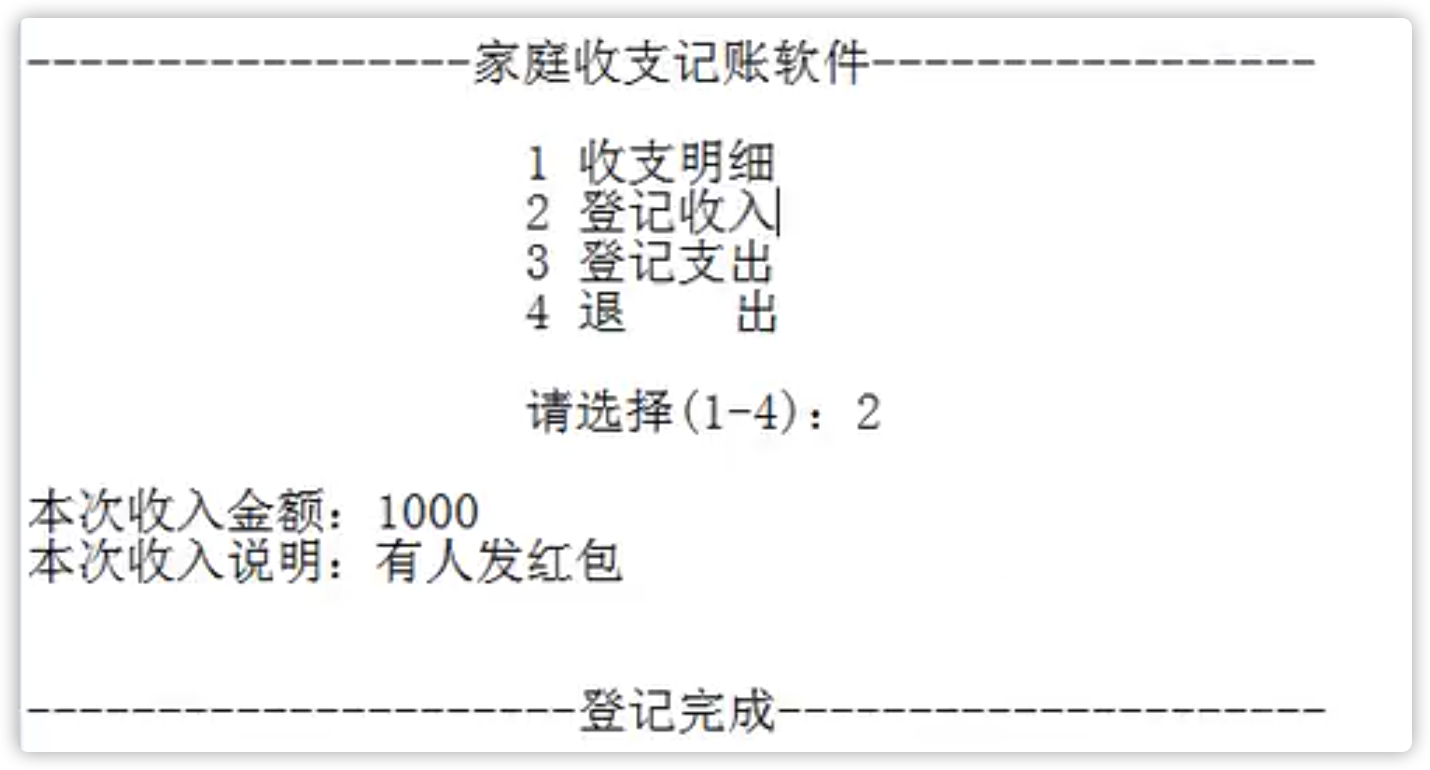 -----------------家庭收支记账软件-----------------
1 收支明细
2 登记收入
3 登记支出
4 退    出
请选择(1-4): 2
本次收入金额: 1000
本次收入说明: 有人发红包
---------------------登记完成---------------------